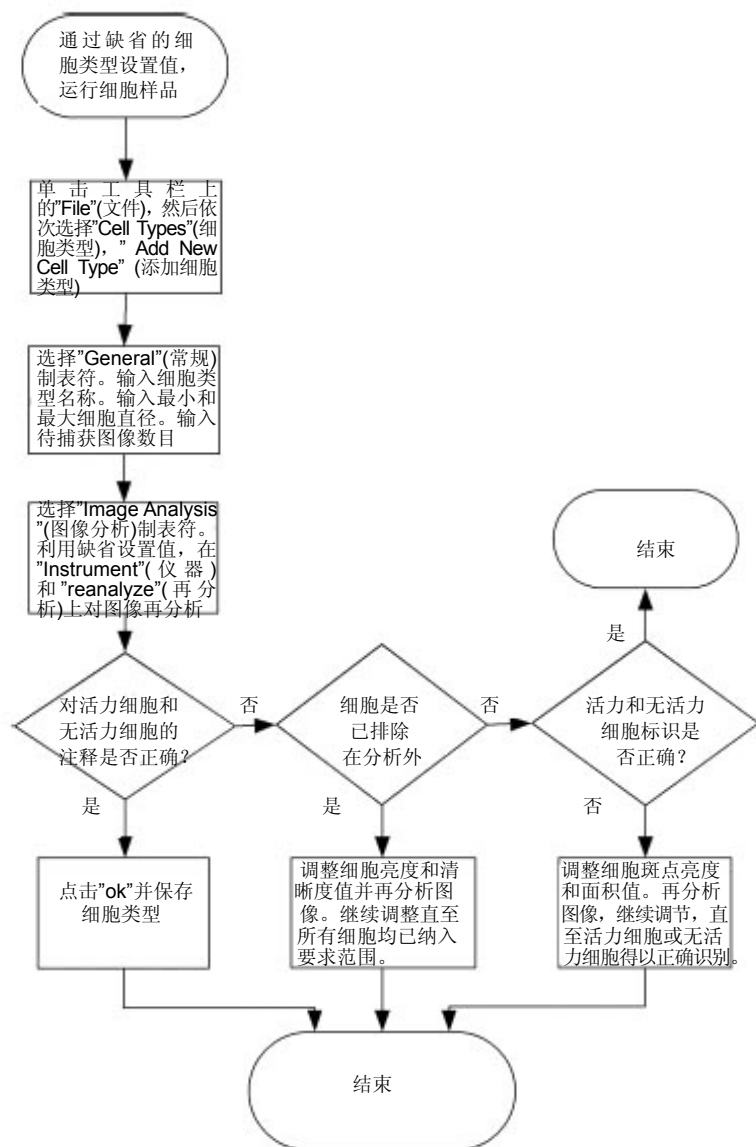 通过缺省的细
胞类型设置值，
运行细胞样品
单击工具栏上
的”File”(文件)，然后依
次选择”Cell Types”(细
胞类型)，” Add New
Cell Type” (添加细胞
类型)
选择”General”(常规)
制表符。输入细胞类
型名称。输入最小和
最大细胞直径。输入
待捕获图像数目
选择”Image Analysis
”(图像分析)制表符。
利用缺省设置值，在
”Instrument”(仪器)
和”reanalyze”(再分
析)上对图像再分析
结束
是
对活力细胞和
无活力细胞的
注释是否正确？
否
细胞是否
已排除
在分析外
否
活力和无活力
细胞标识是
否正确？
是
是
否
点击”ok”并保存
细胞类型
调整细胞亮度和清
晰度值并再分析图
像。继续调整直至
所有细胞均已纳入
要求范围。
调整细胞斑点亮度
和面积值。再分析
图像，继续调节，直
至活力细胞或无活
力细胞得以正确识别。
结束